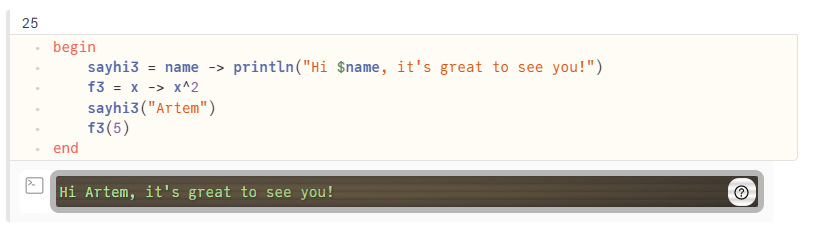 25
begin
sayhi3 = name -> println("Hi $name, it's great to see you!")
f3 = x -> x^2
sayhi3("Artem")
f3(5)
end
Hi Artem, it's great to see you!